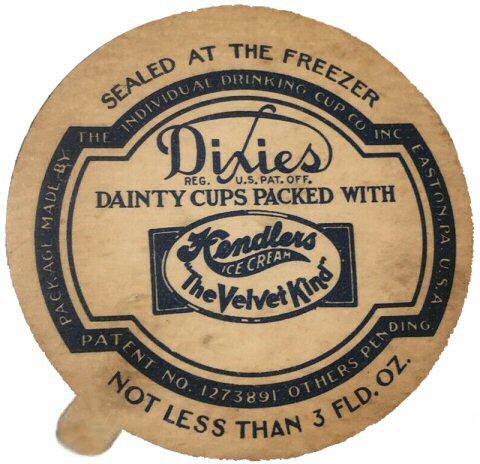 SEALED AT THE FREEZER
PACKAGE MADE BY THE INDIVIDUAL DRINKING CUP CO. INC. EASTON, PA. U.S.A.
Dixies
REG. U.S. PAT. OFF.
DAINTY CUPS PACKED WITH
Hendlers
ICE CREAM
"The Velvet Kind"
PATENT NO. 1273891 OTHERS PENDING
NOT LESS THAN 3 FLD. OZ.